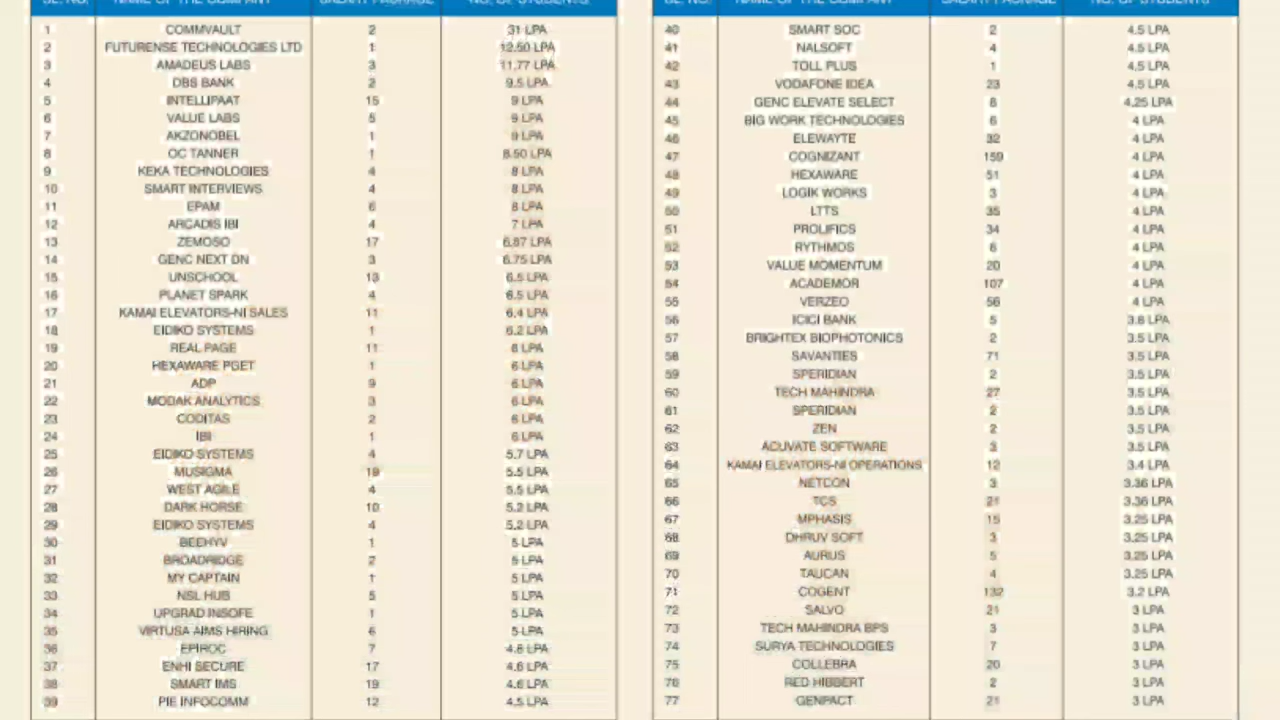 SL. NO. NAME OF THE COMPANY SALARY PACKAGE NO. OF STUDENTS
1 COMMVAULT 2 31 LPA
2 FUTURENSE TECHNOLOGIES LTD 1 12.50 LPA
3 AMADEUS LABS 3 11.77 LPA
4 DBS BANK 2 9.5 LPA
5 INTELLIPAAT 15 9 LPA
6 VALUE LABS 5 9 LPA
7 AKZONOBEL 1 9 LPA
8 OC TANNER 1 8.50 LPA
9 KEKA TECHNOLOGIES 4 8 LPA
10 SMART INTERVIEWS 4 8 LPA
11 EPAM 6 8 LPA
12 ARCADIS IBI 4 7 LPA
13 ZEMOSO 17 6.87 LPA
14 GENC NEXT DN 3 6.75 LPA
15 UNSCHOOL 13 6.5 LPA
16 PLANET SPARK 4 6.5 LPA
17 KAMAI ELEVATORS-NI SALES 11 6.4 LPA
18 EIDIKO SYSTEMS 1 6.2 LPA
19 REAL PAGE 11 6 LPA
20 HEXAWARE PGET 1 6 LPA
21 ADP 9 6 LPA
22 MODAK ANALYTICS 3 6 LPA
23 CODITAS 2 6 LPA
24 IBI 1 6 LPA
25 EIDIKO SYSTEMS 4 5.7 LPA
26 MUSIGMA 19 5.5 LPA
27 WEST AGILE 4 5.5 LPA
28 DARK HORSE 10 5.2 LPA
29 EIDIKO SYSTEMS 4 5.2 LPA
30 BEEHYV 1 5 LPA
31 BROADRIDGE 2 5 LPA
32 MY CAPTAIN 1 5 LPA
33 NSL HUB 5 5 LPA
34 UPGRAD INSOFE 1 5 LPA
35 VIRTUSA AIMS HIRING 6 5 LPA
36 EPIROC 7 4.8 LPA
37 ENHI SECURE 17 4.6 LPA
38 SMART IMS 19 4.6 LPA
39 PIE INFOCOMM 12 4.5 LPA
SL. NO. NAME OF THE COMPANY SALARY PACKAGE NO. OF STUDENTS
40 SMART SOC 2 4.5 LPA
41 NALSOFT 4 4.5 LPA
42 TOLL PLUS 1 4.5 LPA
43 VODAFONE IDEA 23 4.5 LPA
44 GENC ELEVATE SELECT 8 4.25 LPA
45 BIG WORK TECHNOLOGIES 6 4 LPA
46 ELEWAYTE 32 4 LPA
47 COGNIZANT 159 4 LPA
48 HEXAWARE 51 4 LPA
49 LOGIK WORKS 3 4 LPA
50 LTTS 35 4 LPA
51 PROLIFICS 34 4 LPA
52 RYTHMOS 6 4 LPA
53 VALUE MOMENTUM 20 4 LPA
54 ACADEMOR 107 4 LPA
55 VERZEO 56 4 LPA
56 ICICI BANK 5 3.8 LPA
57 BRIGHTEX BIOPHOTONICS 2 3.5 LPA
58 SAVANTIES 71 3.5 LPA
59 SPERIDIAN 2 3.5 LPA
60 TECH MAHINDRA 27 3.5 LPA
61 SPERIDIAN 2 3.5 LPA
62 ZEN 2 3.5 LPA
63 ACUVATE SOFTWARE 3 3.5 LPA
64 KAMAI ELEVATORS-NI OPERATIONS 12 3.4 LPA
65 NETCON 3 3.36 LPA
66 TCS 21 3.36 LPA
67 MPHASIS 15 3.25 LPA
68 DHRUV SOFT 3 3.25 LPA
69 AURUS 5 3.25 LPA
70 TAUCAN 4 3.25 LPA
71 COGENT 132 3.2 LPA
72 SALVO 21 3 LPA
73 TECH MAHINDRA BPS 3 3 LPA
74 SURYA TECHNOLOGIES 7 3 LPA
75 COLLEBRA 20 3 LPA
76 RED HIBBERT 2 3 LPA
77 GENPACT 21 3 LPA